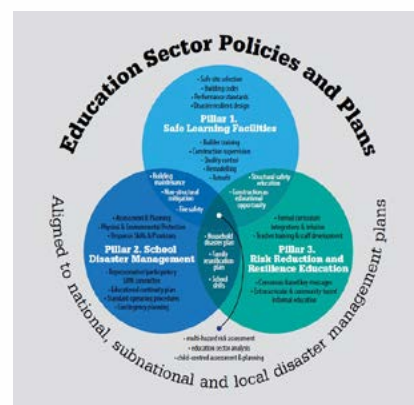 Education Sector Policies and Plans
• Safe site selection
• Building codes
• Performance standards
• Disaster resilient design
Pillar 1.
Safe Learning Facilities
• Builder training
• Construction supervision
• Quality control
• Remodelling
• Retrofit
• Building
maintenance
• Non-structural
mitigation
• Fire safety
• Structural safety
education
• Construction as
educational
opportunity
• Assessment & Planning
• Physical & Environmental Protection
• Response Skills & Provisions
Pillar 2. School
Disaster Management
• Representative/participatory
SDM committee
• Educational continuity plan
• Standard operating procedures
• Contingency planning
• Household
disaster plan
• Family
reunification
plan
• School
drills
• Formal curriculum
integration & infusion
• Teacher training & staff development
Pillar 3.
Risk Reduction and
Resilience Education
• Consensus-based key messages
• Extracurricular & community based
informal education
• multi-hazard risk assessment
• education sector analysis
• child-centred assessment & planning
Aligned to national, subnational and local disaster management plans